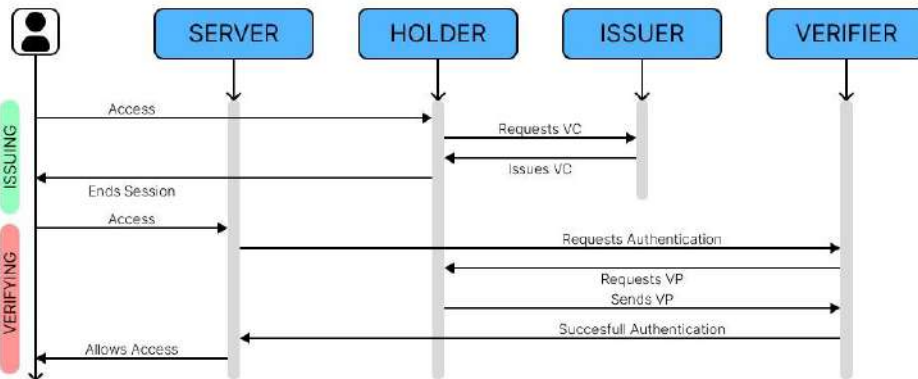 SERVER
HOLDER
ISSUER
VERIFIER
ISSUING
Access
Requests VC
Issues VC
Ends Session
VERIFYING
Access
Requests Authentication
Requests VP
Sends VP
Succesfull Authentication
Allows Access